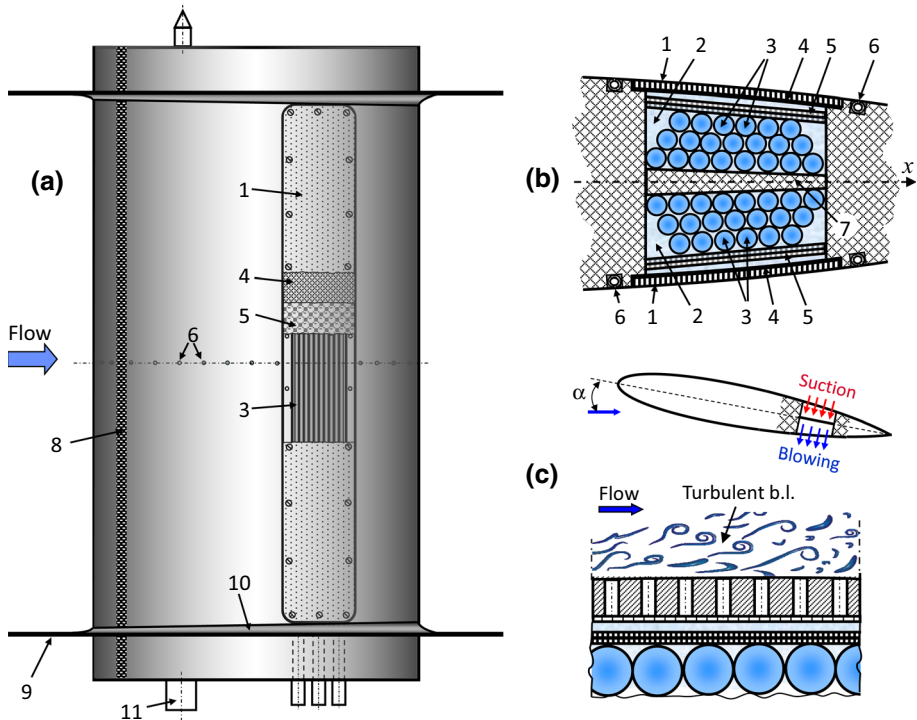 (a)
1
4
5
6
Flow
3
8
10
9
11
1 2 3 4 5 6
(b)
x
7
6 1 2 3 4 5
α
Suction
Blowing
(c)
Flow
Turbulent b.l.